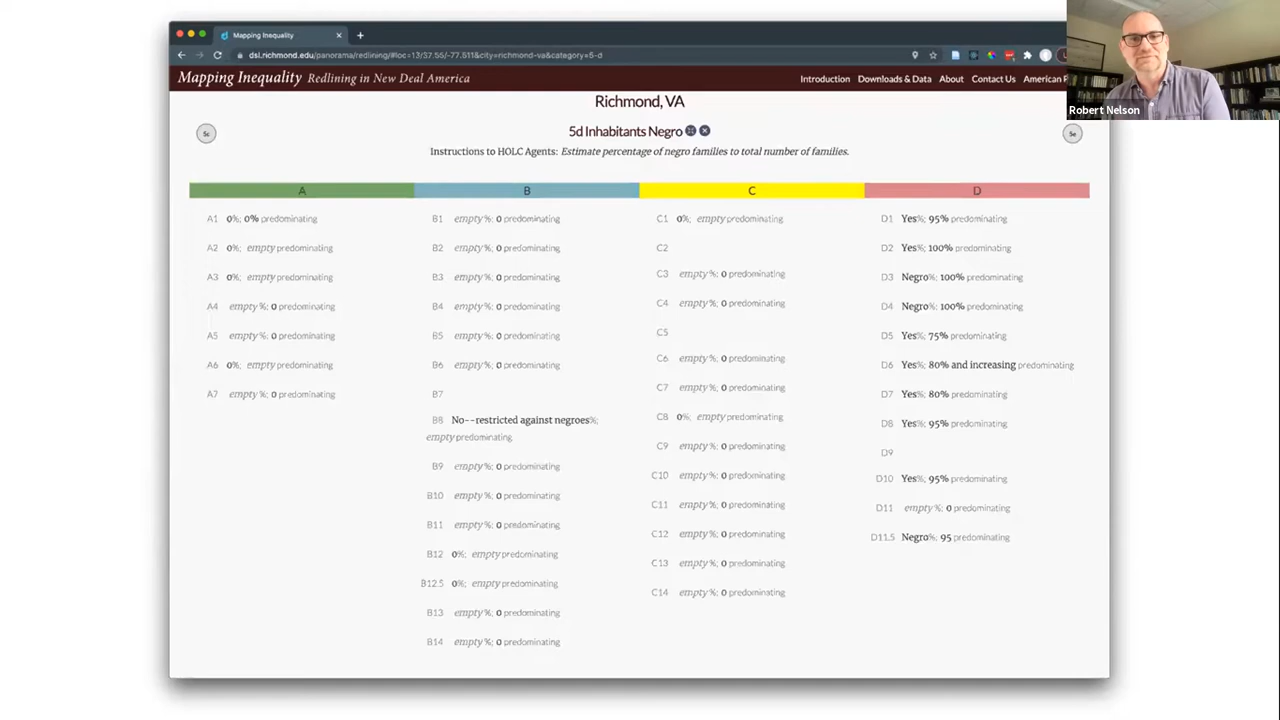 Mapping Inequality
dsl.richmond.edu/panorama/redlining/#loc=13/37.55/-77.511&city=richmond-va&category=5-d
Mapping Inequality Redlining in New Deal America
Introduction Downloads & Data About Contact Us American
Robert Nelson
Richmond, VA
5d Inhabitants Negro
5c
5e
Instructions to HOLC Agents: Estimate percentage of negro families to total number of families.
A B C D
A1 0%; 0% predominating
A2 0%; empty predominating
A3 0%; empty predominating
A4 empty %; 0 predominating
A5 empty %; 0 predominating
A6 0%; empty predominating
A7 empty %; 0 predominating
B1 empty %; 0 predominating
B2 empty %; 0 predominating
B3 empty %; 0 predominating
B4 empty %; 0 predominating
B5 empty %; 0 predominating
B6 empty %; 0 predominating
B7
B8 No--restricted against negroes%;
empty predominating
B9 empty %; 0 predominating
B10 empty %; 0 predominating
B11 empty %; 0 predominating
B12 0%; empty predominating
B12.5 0%; empty predominating
B13 empty %; 0 predominating
B14 empty %; 0 predominating
C1 0%; empty predominating
C2
C3 empty %; 0 predominating
C4 empty %; 0 predominating
C5
C6 empty %; 0 predominating
C7 empty %; 0 predominating
C8 0%; empty predominating
C9 empty %; 0 predominating
C10 empty %; 0 predominating
C11 empty %; 0 predominating
C12 empty %; 0 predominating
C13 empty %; 0 predominating
C14 empty %; 0 predominating
D1 Yes%; 95% predominating
D2 Yes%; 100% predominating
D3 Negro%; 100% predominating
D4 Negro%; 100% predominating
D5 Yes%; 75% predominating
D6 Yes%; 80% and increasing predominating
D7 Yes%; 80% predominating
D8 Yes%; 95% predominating
D9
D10 Yes%; 95% predominating
D11 empty %; 0 predominating
D11.5 Negro%; 95 predominating